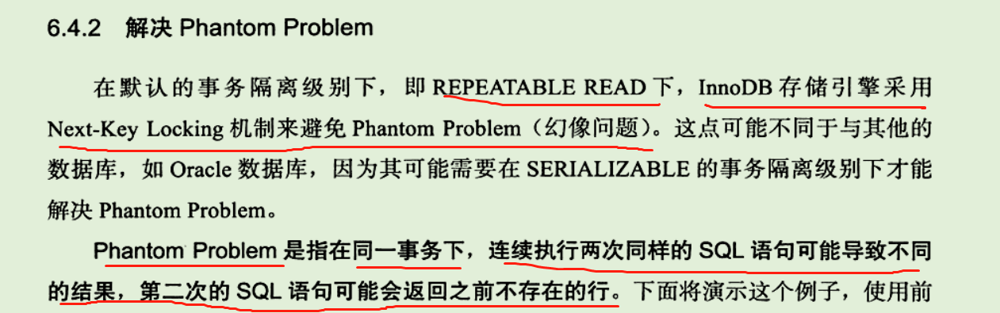 6.4.2 解决 Phantom Problem
在默认的事务隔离级别下，即 REPEATABLE READ 下，InnoDB 存储引擎采用
Next-Key Locking 机制来避免 Phantom Problem（幻像问题）。这点可能不同于与其他的
数据库，如 Oracle 数据库，因为其可能需要在 SERIALIZABLE 的事务隔离级别下才能
解决 Phantom Problem。
Phantom Problem 是指在同一事务下，连续执行两次同样的 SQL 语句可能导致不同
的结果，第二次的 SQL 语句可能会返回之前不存在的行。下面将演示这个例子，使用前